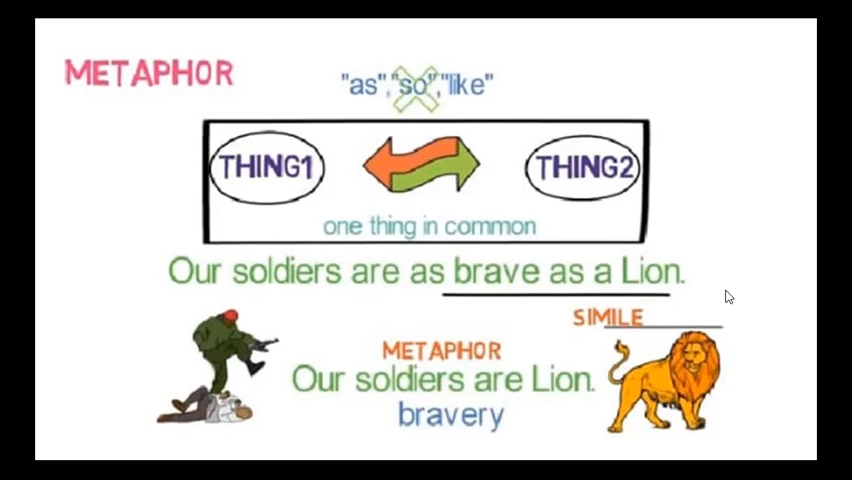 METAPHOR
"as","so","like"
THING1
THING2
one thing in common
Our soldiers are as brave as a Lion.
SIMILE
METAPHOR
Our soldiers are Lion.
bravery